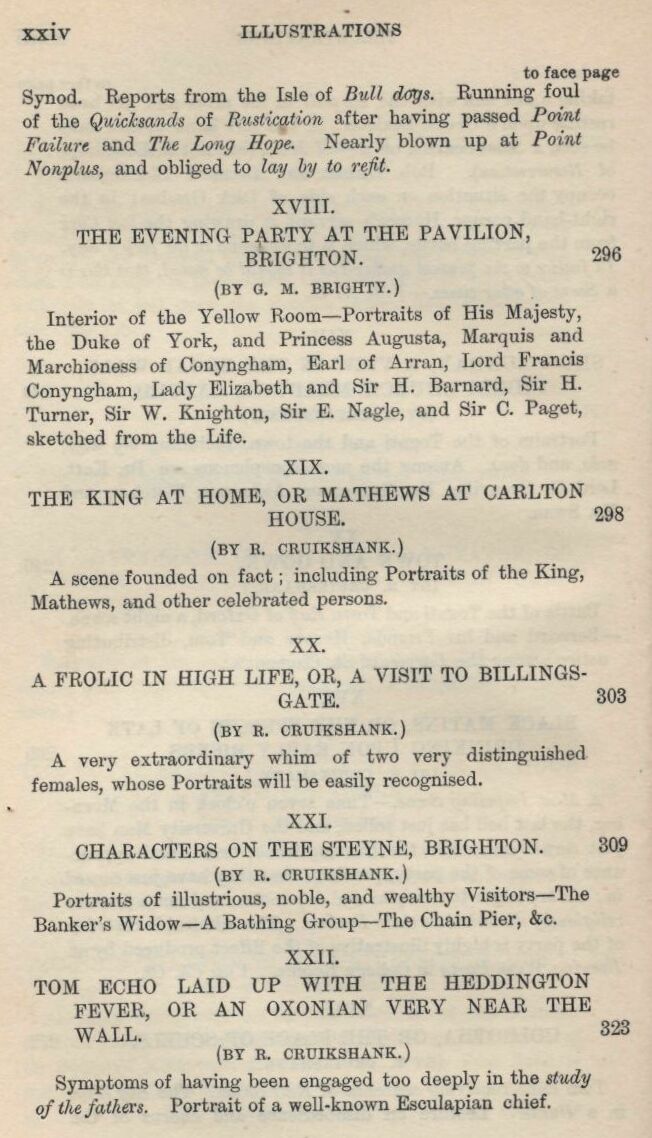 xxiv ILLUSTRATIONS
to face page
Synod. Reports from the Isle of Bull dogs. Running foul
of the Quicksands of Rustication after having passed Point
Failure and The Long Hope. Nearly blown up at Point
Nonplus, and obliged to lay by to refit.
XVIII.
THE EVENING PARTY AT THE PAVILION,
BRIGHTON. 296
(BY G. M. BRIGHTY.)
Interior of the Yellow Room—Portraits of His Majesty,
the Duke of York, and Princess Augusta, Marquis and
Marchioness of Conyngham, Earl of Arran, Lord Francis
Conyngham, Lady Elizabeth and Sir H. Barnard, Sir H.
Turner, Sir W. Knighton, Sir E. Nagle, and Sir C. Paget,
sketched from the Life.
XIX.
THE KING AT HOME, OR MATHEWS AT CARLTON
HOUSE. 298
(BY R. CRUIKSHANK.)
A scene founded on fact; including Portraits of the King,
Mathews, and other celebrated persons.
XX.
A FROLIC IN HIGH LIFE, OR, A VISIT TO BILLINGS-
GATE. 303
(BY R. CRUIKSHANK.)
A very extraordinary whim of two very distinguished
females, whose Portraits will be easily recognised.
XXI.
CHARACTERS ON THE STEYNE, BRIGHTON. 309
(BY R. CRUIKSHANK.)
Portraits of illustrious, noble, and wealthy Visitors—The
Banker's Widow—A Bathing Group—The Chain Pier, &c.
XXII.
TOM ECHO LAID UP WITH THE HEDDINGTON
FEVER, OR AN OXONIAN VERY NEAR THE
WALL. 323
(BY R. CRUIKSHANK.)
Symptoms of having been engaged too deeply in the study
of the fathers. Portrait of a well-known Esculapian chief.